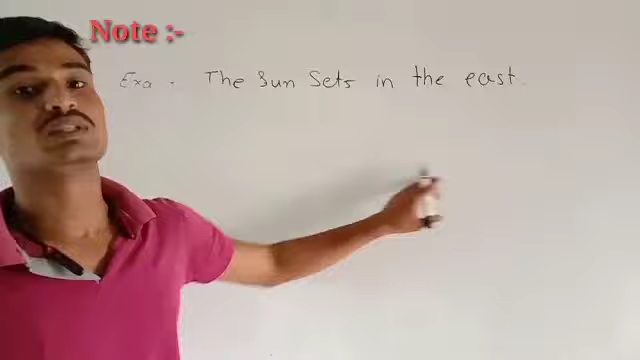 Note :-
Exa - The Sun Sets in the east.